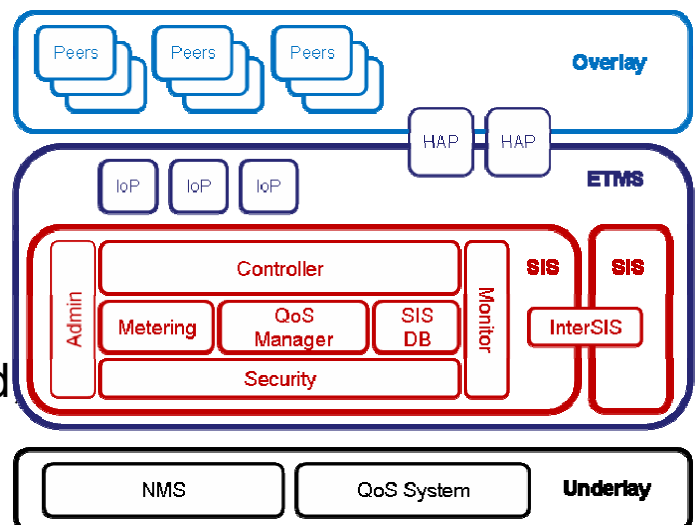 Peers Peers Peers
Overlay
HAP HAP
IoP IoP IoP
ETMS
Admin
Controller
Monitor
SIS
SIS
Metering
QoS
Manager
SIS
DB
InterSIS
Security
d
NMS
QoS System
Underlay